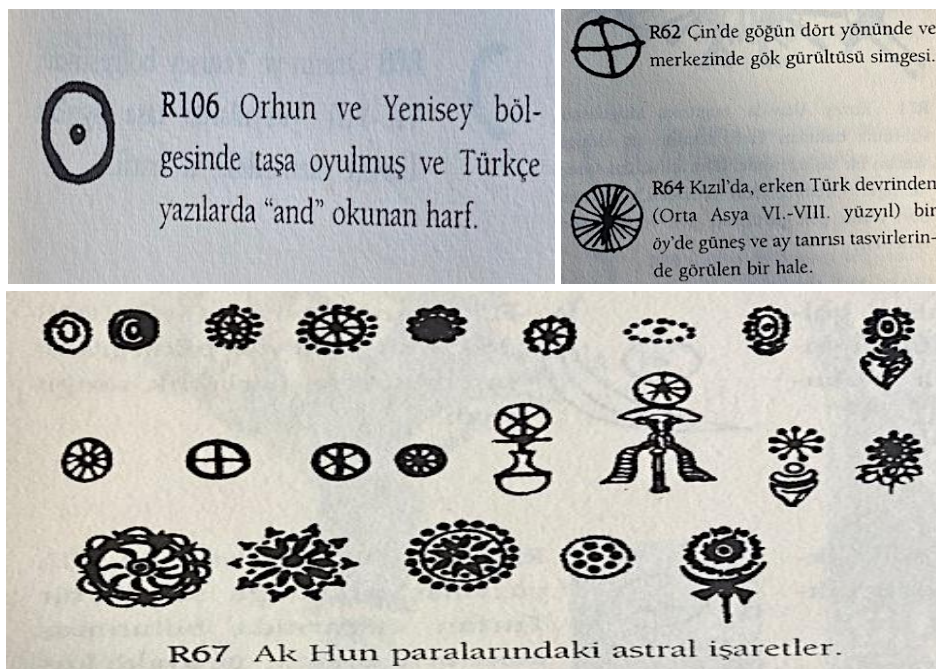 R106 Orhun ve Yenisey böl-
gesinde taşa oyulmuş ve Türkçe
yazılarda “and” okunan harf.
R62 Çin’de göğün dört yönünde ve
merkezinde gök gürültüsü simgesi.
R64 Kızıl’da, erken Türk devrinden
(Orta Asya VI.-VIII. yüzyıl) bir
öy’de güneş ve ay tanrısı tasvirlerin-
de görülen bir hale.
R67 Ak Hun paralarındaki astral işaretler.